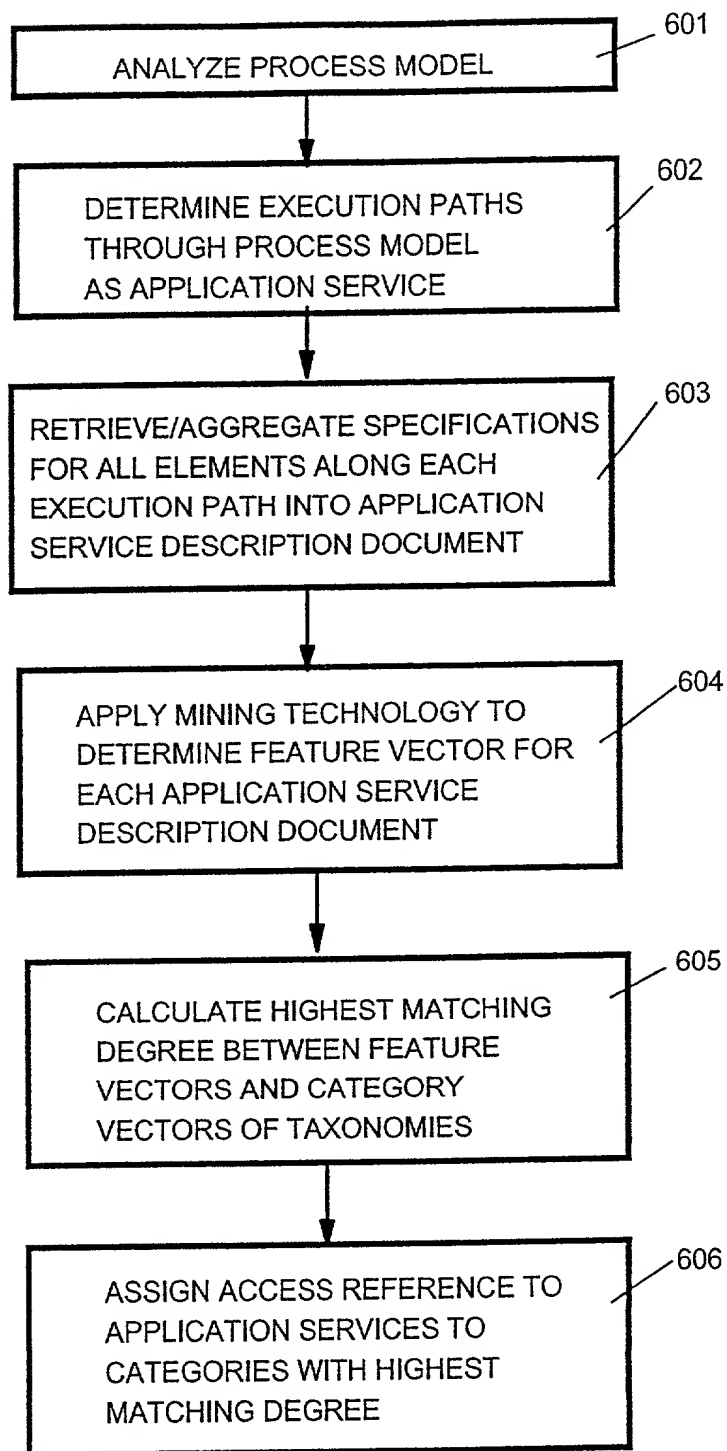 601
ANALYZE PROCESS MODEL
602
DETERMINE EXECUTION PATHS
THROUGH PROCESS MODEL
AS APPLICATION SERVICE
603
RETRIEVE/AGGREGATE SPECIFICATIONS
FOR ALL ELEMENTS ALONG EACH
EXECUTION PATH INTO APPLICATION
SERVICE DESCRIPTION DOCUMENT
604
APPLY MINING TECHNOLOGY TO
DETERMINE FEATURE VECTOR FOR
EACH APPLICATION SERVICE
DESCRIPTION DOCUMENT
605
CALCULATE HIGHEST MATCHING
DEGREE BETWEEN FEATURE
VECTORS AND CATEGORY
VECTORS OF TAXONOMIES
606
ASSIGN ACCESS REFERENCE TO
APPLICATION SERVICES TO
CATEGORIES WITH HIGHEST
MATCHING DEGREE